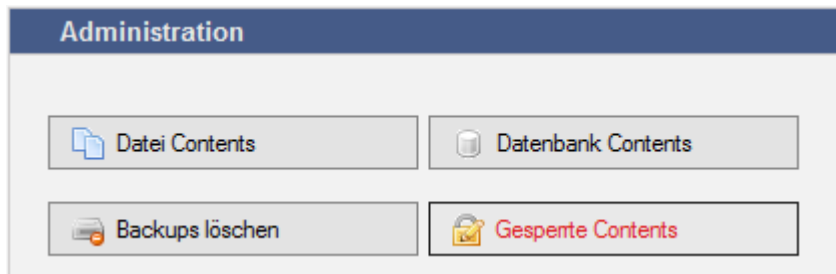 Administration
Datei Contents
Datenbank Contents
Backups löschen
Gesperrte Contents